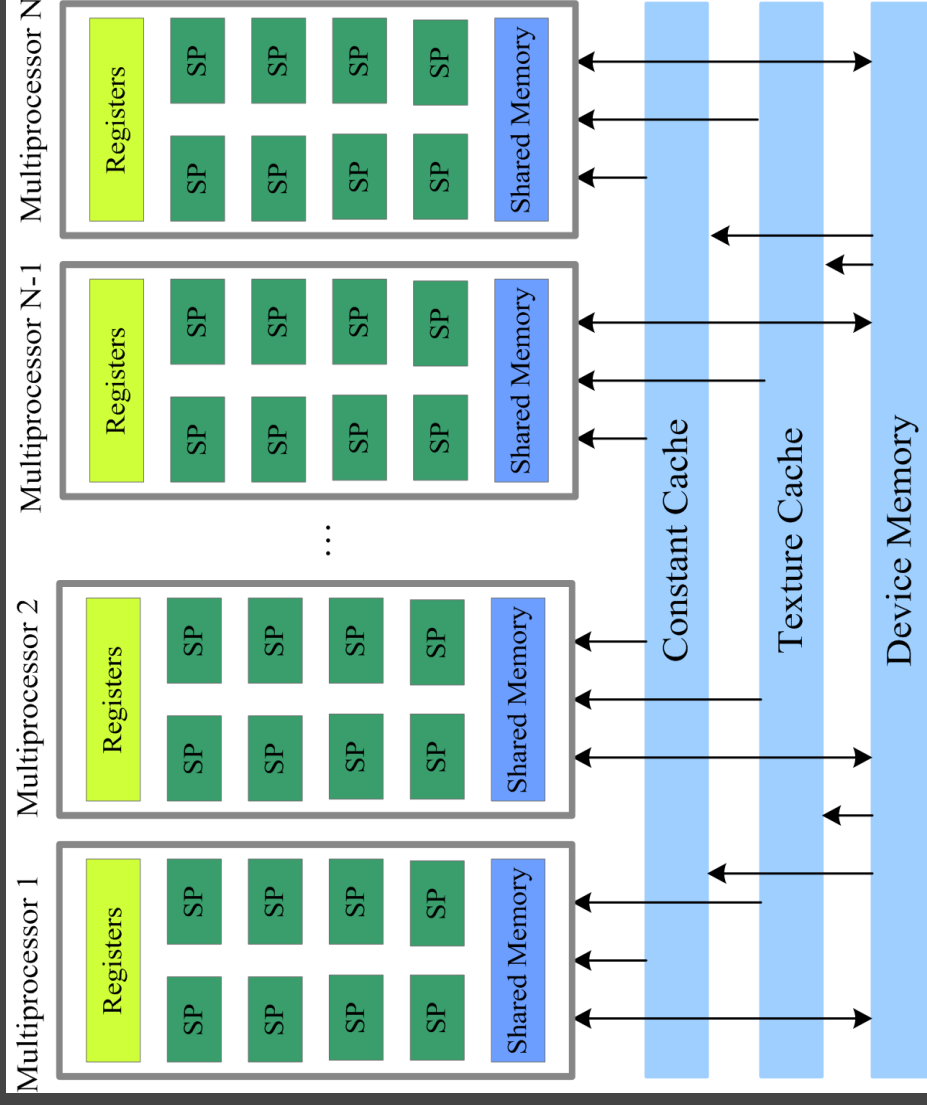 Multiprocessor 1
Registers
SP
SP
SP
SP
SP
SP
SP
SP
Shared Memory
Multiprocessor 2
Registers
SP
SP
SP
SP
SP
SP
SP
SP
Shared Memory
...
Multiprocessor N-1
Registers
SP
SP
SP
SP
SP
SP
SP
SP
Shared Memory
Multiprocessor N
Registers
SP
SP
SP
SP
SP
SP
SP
SP
Shared Memory
Constant Cache
Texture Cache
Device Memory